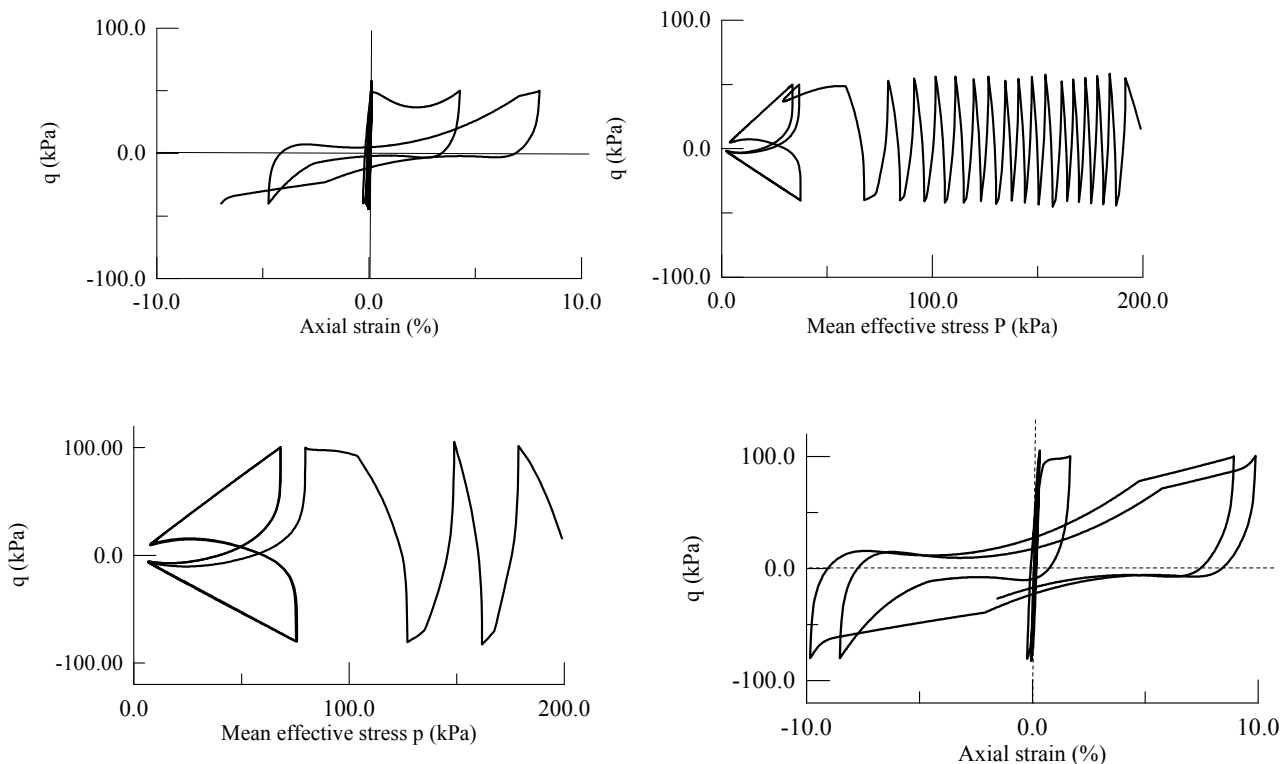 100.0
q (kPa)
0.0
-100.0
-10.0 0.0 10.0
Axial strain (%)
100.0
q (kPa)
0.0
-100.0
0.0 100.0 200.0
Mean effective stress P (kPa)
100.00
q (kPa)
0.00
-100.00
0.0 100.0 200.0
Mean effective stress p (kPa)
100.0
q (kPa)
0.0
-100.0
-10.0 0.0 10.0
Axial strain (%)